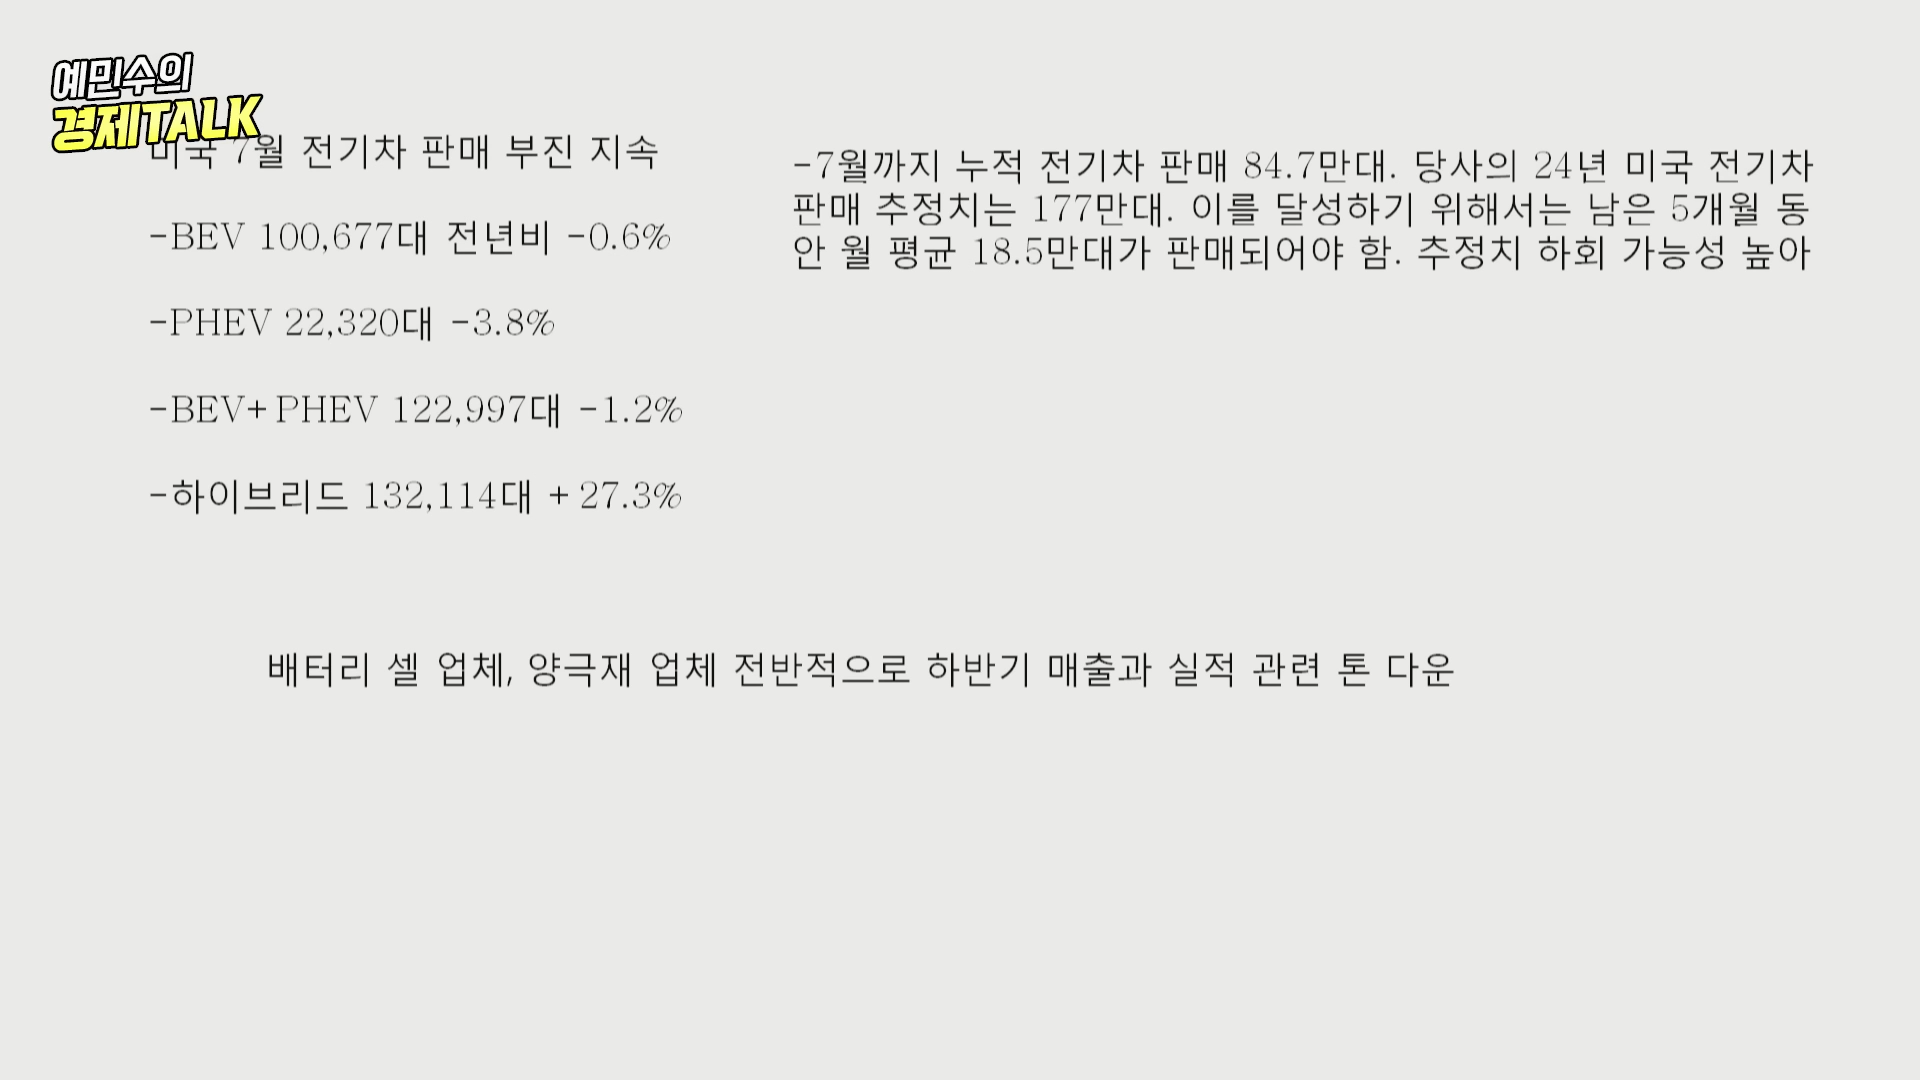 예민수의
경제TALK
미국 7월 전기차 판매 부진 지속
-BEV 100,677대 전년비 -0.6%
-PHEV 22,320대 -3.8%
-BEV+PHEV 122,997대 -1.2%
-하이브리드 132,114대 +27.3%
-7월까지 누적 전기차 판매 84.7만대. 당사의 24년 미국 전기차
판매 추정치는 177만대. 이를 달성하기 위해서는 남은 5개월 동
안 월 평균 18.5만대가 판매되어야 함. 추정치 하회 가능성 높아
배터리 셀 업체, 양극재 업체 전반적으로 하반기 매출과 실적 관련 톤 다운